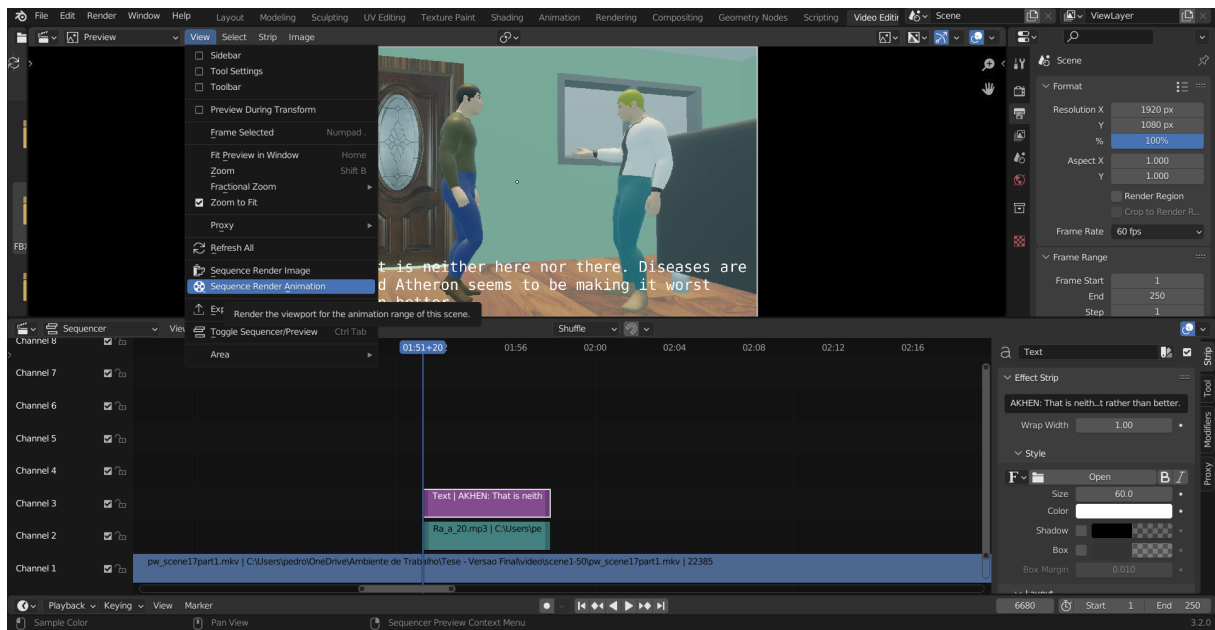 File Edit Render Window Help Layout Modeling Sculpting UV Editing Texture Paint Shading Animation Rendering Compositing Geometry Nodes Scripting Video Editi Scene ViewLayer
Preview View Select Strip Image
Sidebar
Tool Settings
Toolbar
Preview During Transform
Frame Selected Numpad .
Fit Preview in Window Home
Zoom Shift B
Fractional Zoom
Zoom to Fit
Proxy
Refresh All
Sequence Render Image
Sequence Render Animation
Render the viewport for the animation range of this scene.
Toggle Sequencer/Preview Ctrl Tab
Area
t is neither here nor there. Diseases are
d Atheron seems to be making it worst
Scene
Format
Resolution X 1920 px
Y 1080 px
% 100%
Aspect X 1.000
Y 1.000
Render Region
Crop to Render R...
Frame Rate 60 fps
Frame Range
Frame Start 1
End 250
Step 1
Sequencer Shuffle
01:51+20 01:56 02:00 02:04 02:08 02:12 02:16
Channel 8
Channel 7
Channel 6
Channel 5
Channel 4
Channel 3
Text | AKHEN: That is neith
Channel 2
Ra_a_20.mp3 | C:\Users\pe
Channel 1
pw_scene17part1.mkv | C:\Users\pedro\OneDrive\Ambiente de Trabalho\Tese - Versao Final\video\scene1-50\pw_scene17part1.mkv | 22385
Text
Effect Strip
AKHEN: That is neith...t rather than better.
Wrap Width 1.00
Style
F Open B I
Size 60.0
Color
Shadow
Box
Box Margin 0.010
Strip
Tool
Modifiers
Proxy
Playback Keying View Marker 6680 Start 1 End 250
Sample Color Pan View Sequencer Preview Context Menu 3.2.0